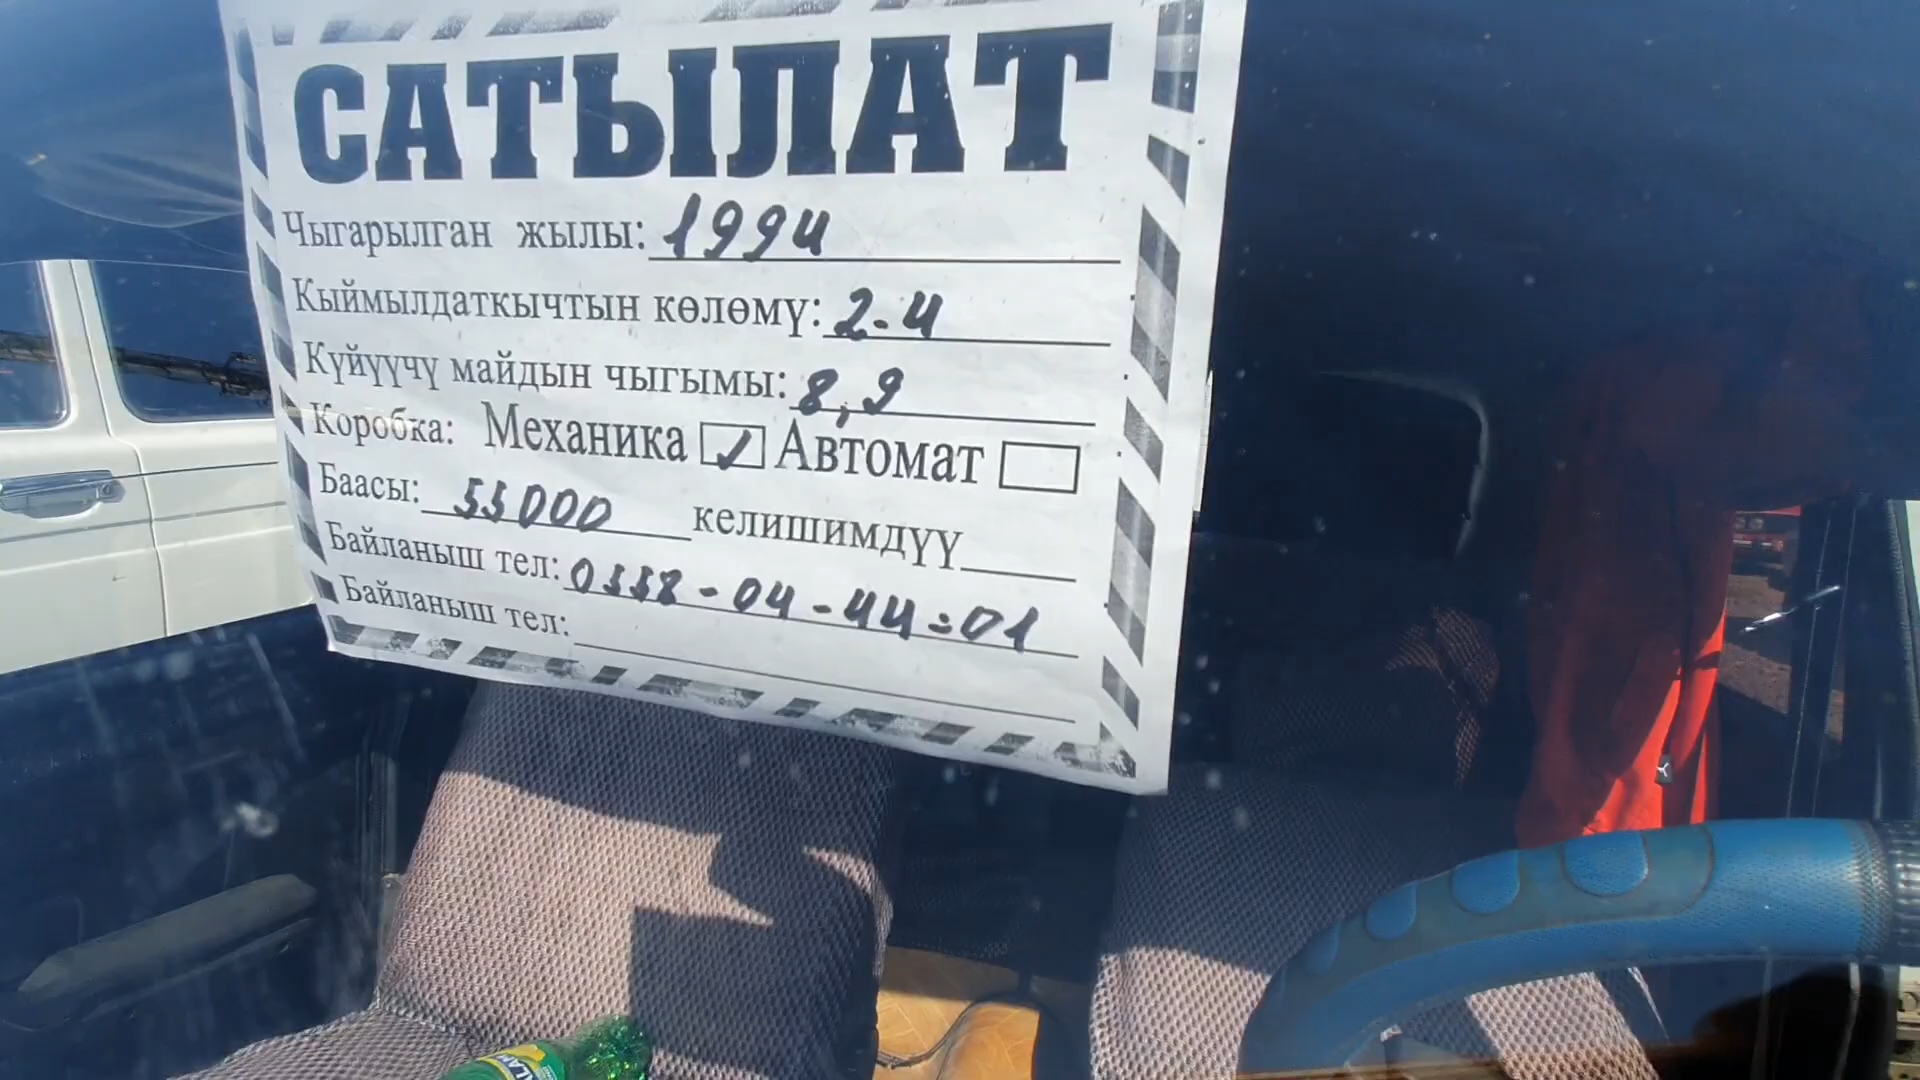 САТЫЛАТ
Чыгарылган жылы: 1994
Кыймылдаткычтын көлөмү: 2.4
Күйүүчү майдын чыгымы: 8,9
Коробка: Механика ✓ Автомат
Баасы: 55000 келишимдүү
Байланыш тел: 0558-04-44-01
Байланыш тел: